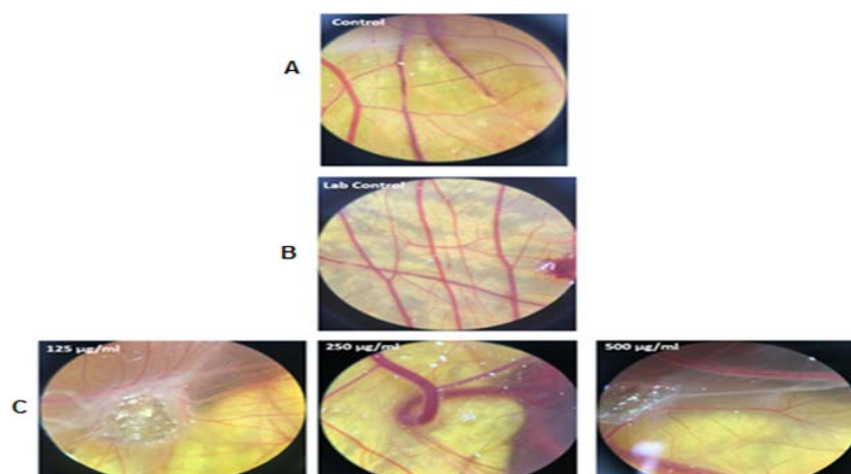 Control
A
Lab Control
B
125 µg/ml
250 µg/ml
500 µg/ml
C